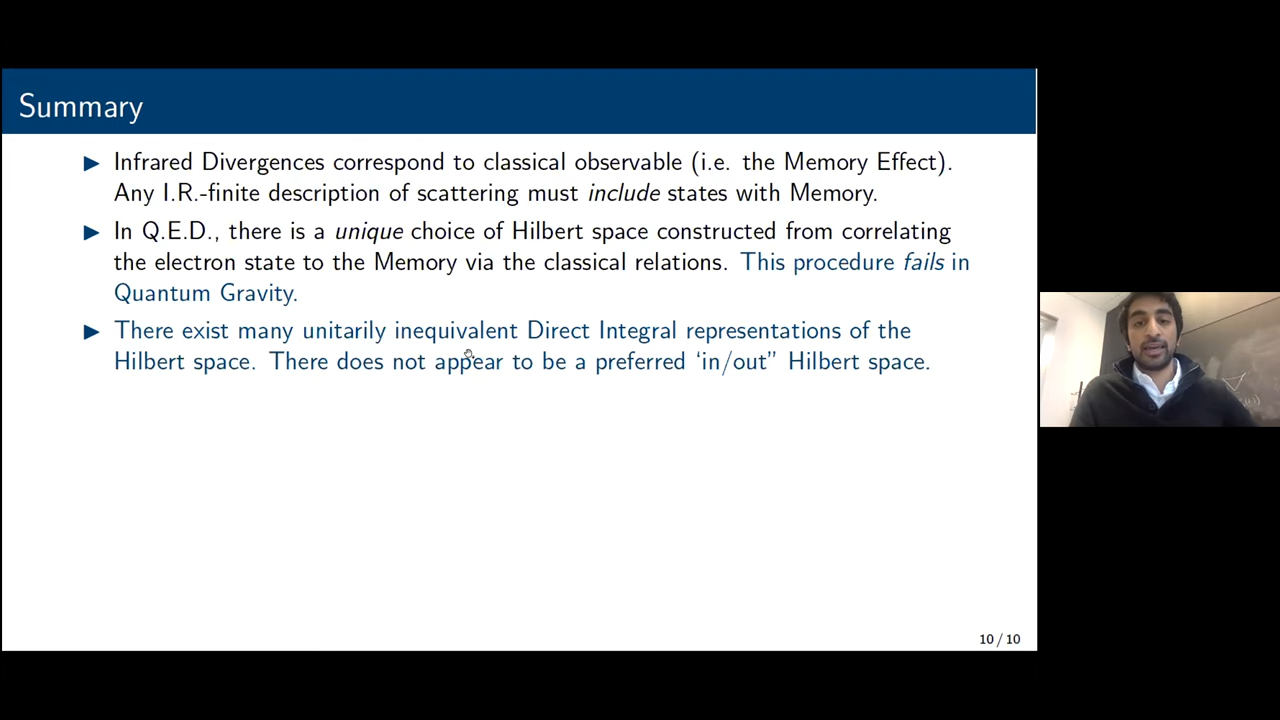 Summary
▶ Infrared Divergences correspond to classical observable (i.e. the Memory Effect).
Any I.R.-finite description of scattering must include states with Memory.
▶ In Q.E.D., there is a unique choice of Hilbert space constructed from correlating
the electron state to the Memory via the classical relations. This procedure fails in
Quantum Gravity.
▶ There exist many unitarily inequivalent Direct Integral representations of the
Hilbert space. There does not appear to be a preferred ‘in/out” Hilbert space.
10 / 10